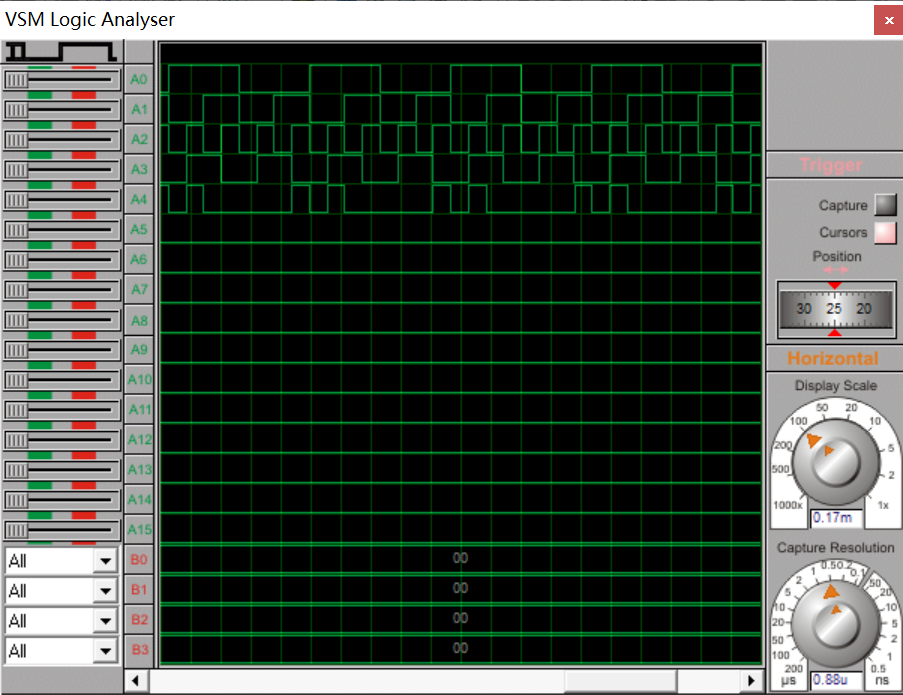 VSM Logic Analyser
A0
A1
A2
A3
A4
A5
A6
A7
A8
A9
A10
A11
A12
A13
A14
A15
All B0 00
All B1 00
All B2 00
All B3 00
Trigger
Capture
Cursors
Position
30 25 20
Horizontal
Display Scale
1000x 500 200 100 50 20 10 5 2 1x
0.17m
Capture Resolution
200 100 50 20 10 5 2 1 0.5 0.2 0.1 50 20 10 5 2 1 0.5
µs ns
0.88u